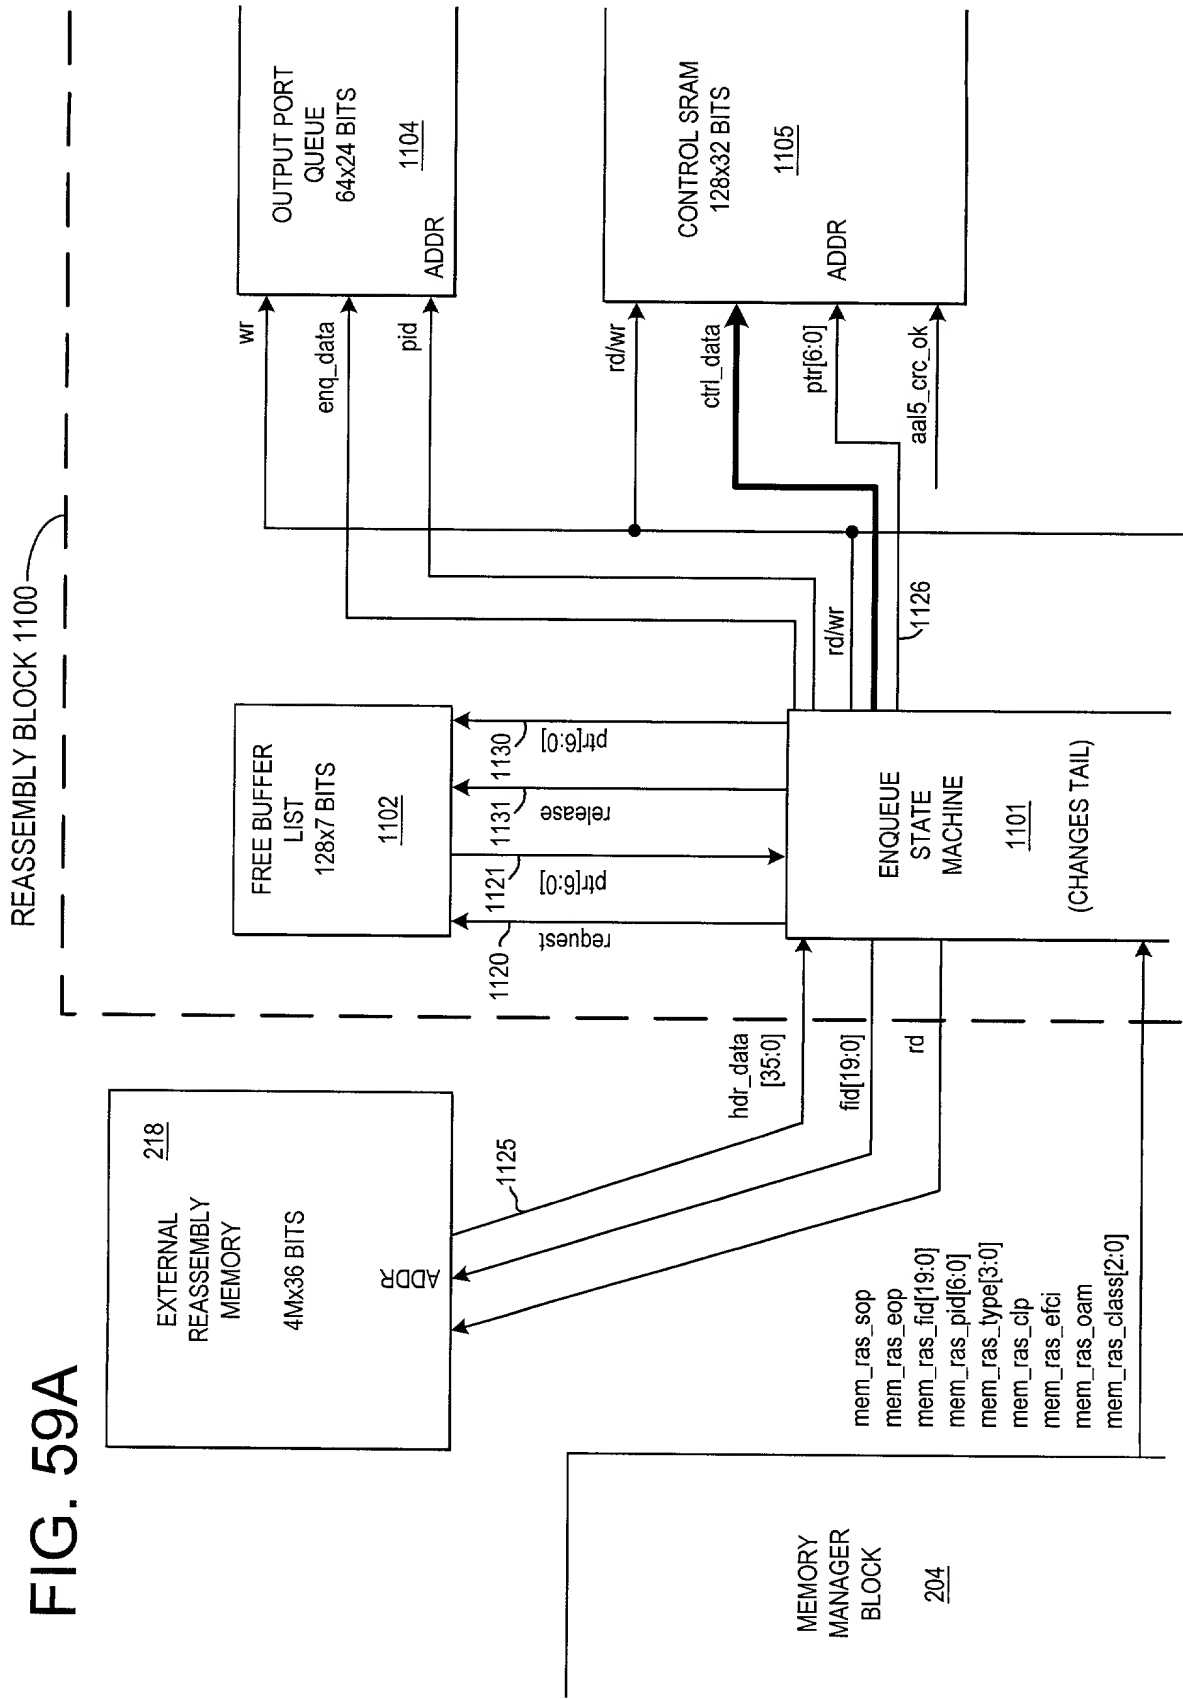 FIG. 59A
REASSEMBLY BLOCK 1100
EXTERNAL
REASSEMBLY
MEMORY
218
4Mx36 BITS
ADDR
1125
hdr_data
[35:0]
fid[19:0]
rd
FREE BUFFER
LIST
128x7 BITS
1102
1120
request
1121
ptr[6:0]
1131
release
1130
ptr[6:0]
OUTPUT PORT
QUEUE
64x24 BITS
1104
ADDR
wr
enq_data
pid
CONTROL SRAM
128x32 BITS
1105
ADDR
rd/wr
ctrl_data
ptr[6:0]
aal5_crc_ok
rd/wr
1126
ENQUEUE
STATE
MACHINE
1101
(CHANGES TAIL)
MEMORY
MANAGER
BLOCK
204
mem_ras_sop
mem_ras_eop
mem_ras_fid[19:0]
mem_ras_pid[6:0]
mem_ras_type[3:0]
mem_ras_clp
mem_ras_efci
mem_ras_oam
mem_ras_class[2:0]